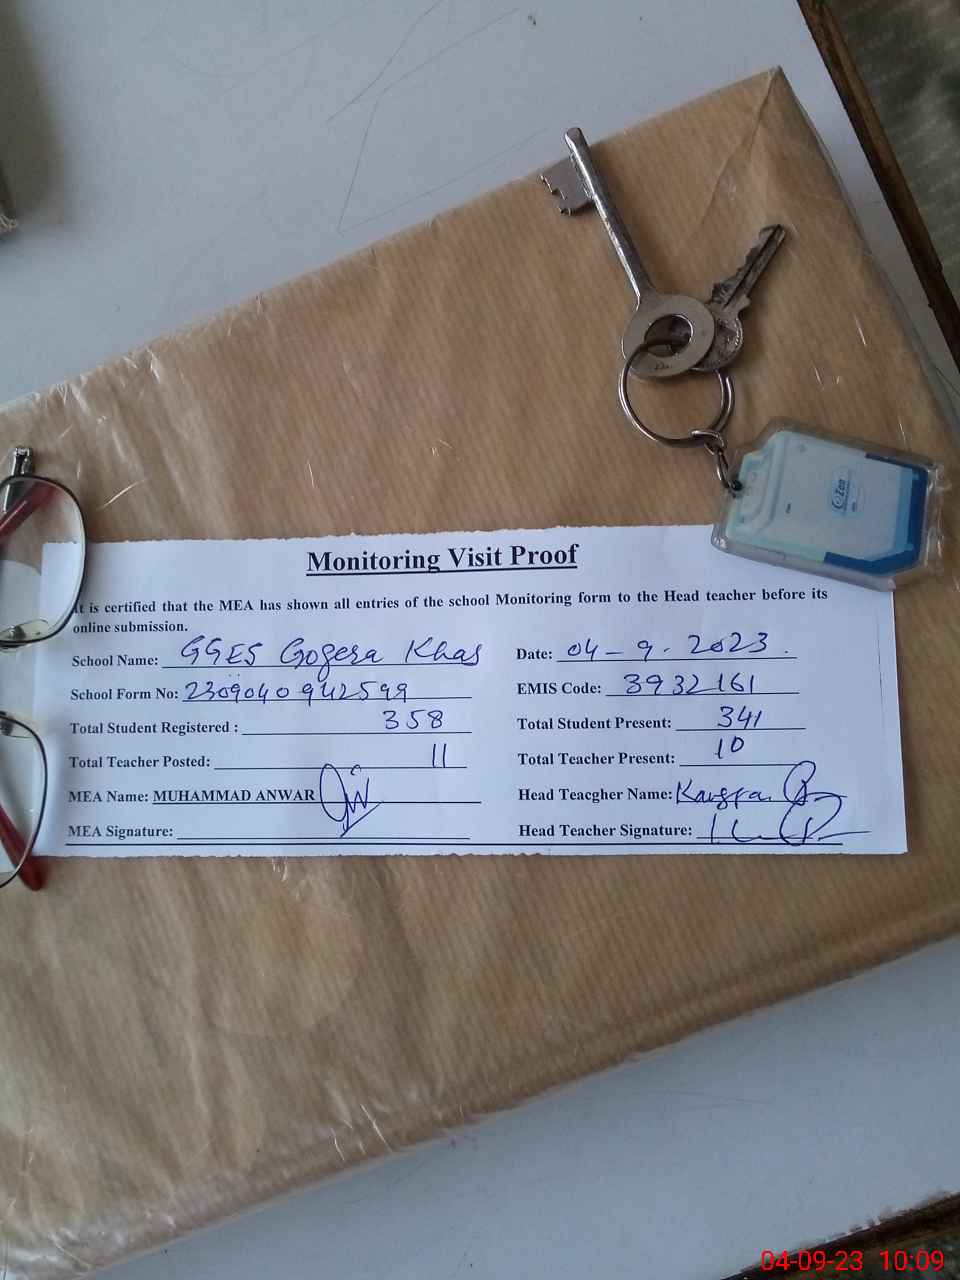 Monitoring Visit Proof
It is certified that the MEA has shown all entries of the school Monitoring form to the Head teacher before its
online submission.
School Name: GGES Gogera Khas
Date: 04-9-2023.
School Form No: 2309040942599
EMIS Code: 3932161
Total Student Registered : 358
Total Student Present: 341
Total Teacher Posted: 11
Total Teacher Present: 10
MEA Name: MUHAMMAD ANWAR
Head Teacgher Name:
MEA Signature:
Head Teacher Signature:
04-09-23 10:09